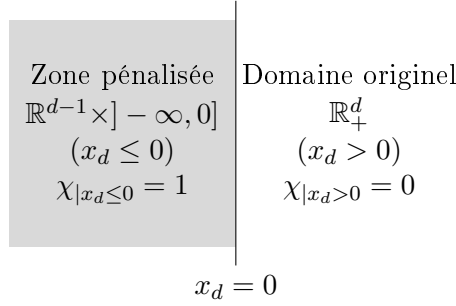 Zone pénalisée
ℝ^{d−1}×] − ∞, 0]
(x_d ≤ 0)
χ_{|x_d≤0} = 1
Domaine originel
ℝ^d_+
(x_d > 0)
χ_{|x_d>0} = 0
x_d = 0